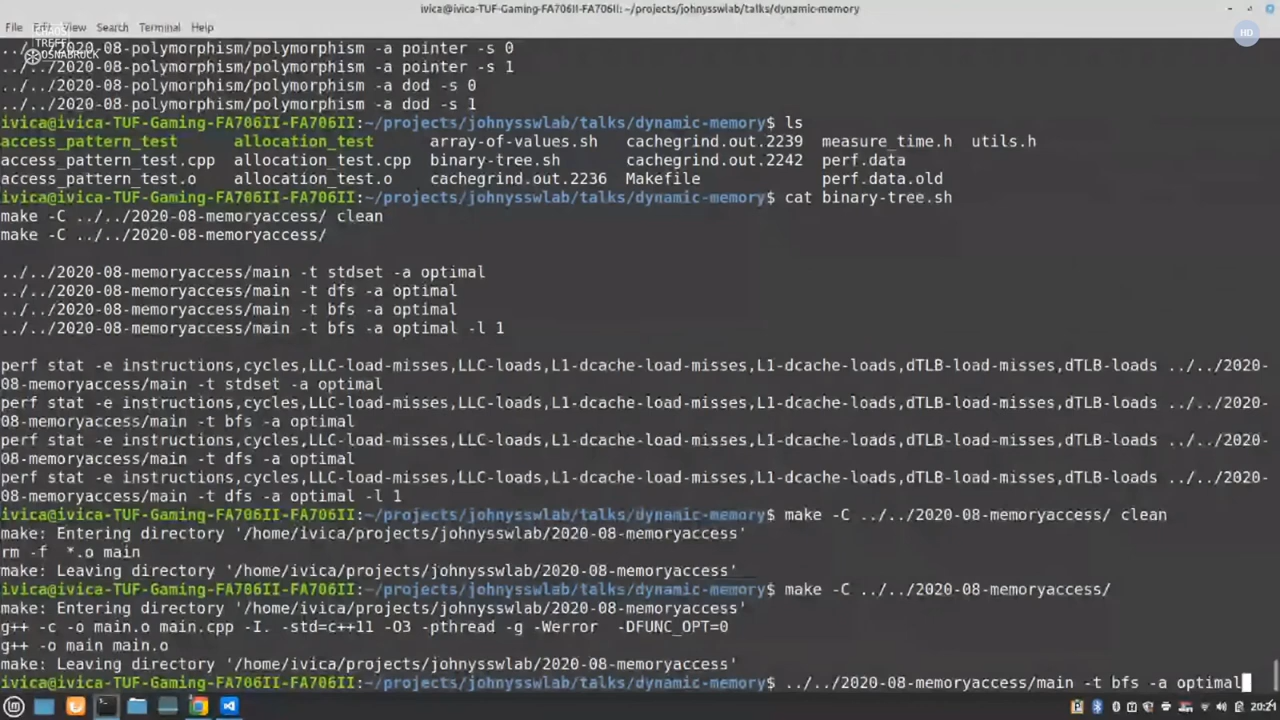 ivica@ivica-TUF-Gaming-FA706II-FA706II: ~/projects/johnysswlab/talks/dynamic-memory
File Edit View Search Terminal Help
HD
TREFF
OSNABRÜCK
../../2020-08-polymorphism/polymorphism -a pointer -s 0
../../2020-08-polymorphism/polymorphism -a pointer -s 1
../../2020-08-polymorphism/polymorphism -a dod -s 0
../../2020-08-polymorphism/polymorphism -a dod -s 1
ivica@ivica-TUF-Gaming-FA706II-FA706II:~/projects/johnysswlab/talks/dynamic-memory$ ls
access_pattern_test allocation_test array-of-values.sh cachegrind.out.2239 measure_time.h utils.h
access_pattern_test.cpp allocation_test.cpp binary-tree.sh cachegrind.out.2242 perf.data
access_pattern_test.o allocation_test.o cachegrind.out.2236 Makefile perf.data.old
ivica@ivica-TUF-Gaming-FA706II-FA706II:~/projects/johnysswlab/talks/dynamic-memory$ cat binary-tree.sh
make -C ../../2020-08-memoryaccess/ clean
make -C ../../2020-08-memoryaccess/
../../2020-08-memoryaccess/main -t stdset -a optimal
../../2020-08-memoryaccess/main -t dfs -a optimal
../../2020-08-memoryaccess/main -t bfs -a optimal
../../2020-08-memoryaccess/main -t bfs -a optimal -l 1
perf stat -e instructions,cycles,LLC-load-misses,LLC-loads,L1-dcache-load-misses,L1-dcache-loads,dTLB-load-misses,dTLB-loads ../../2020-
08-memoryaccess/main -t stdset -a optimal
perf stat -e instructions,cycles,LLC-load-misses,LLC-loads,L1-dcache-load-misses,L1-dcache-loads,dTLB-load-misses,dTLB-loads ../../2020-
08-memoryaccess/main -t bfs -a optimal
perf stat -e instructions,cycles,LLC-load-misses,LLC-loads,L1-dcache-load-misses,L1-dcache-loads,dTLB-load-misses,dTLB-loads ../../2020-
08-memoryaccess/main -t dfs -a optimal
perf stat -e instructions,cycles,LLC-load-misses,LLC-loads,L1-dcache-load-misses,L1-dcache-loads,dTLB-load-misses,dTLB-loads ../../2020-
08-memoryaccess/main -t dfs -a optimal -l 1
ivica@ivica-TUF-Gaming-FA706II-FA706II:~/projects/johnysswlab/talks/dynamic-memory$ make -C ../../2020-08-memoryaccess/ clean
make: Entering directory '/home/ivica/projects/johnysswlab/2020-08-memoryaccess'
rm -f *.o main
make: Leaving directory '/home/ivica/projects/johnysswlab/2020-08-memoryaccess'
ivica@ivica-TUF-Gaming-FA706II-FA706II:~/projects/johnysswlab/talks/dynamic-memory$ make -C ../../2020-08-memoryaccess/
make: Entering directory '/home/ivica/projects/johnysswlab/2020-08-memoryaccess'
g++ -c -o main.o main.cpp -I. -std=c++11 -O3 -pthread -g -Werror -DFUNC_OPT=0
g++ -o main main.o
make: Leaving directory '/home/ivica/projects/johnysswlab/2020-08-memoryaccess'
ivica@ivica-TUF-Gaming-FA706II-FA706II:~/projects/johnysswlab/talks/dynamic-memory$ ../../2020-08-memoryaccess/main -t bfs -a optimal
20:21